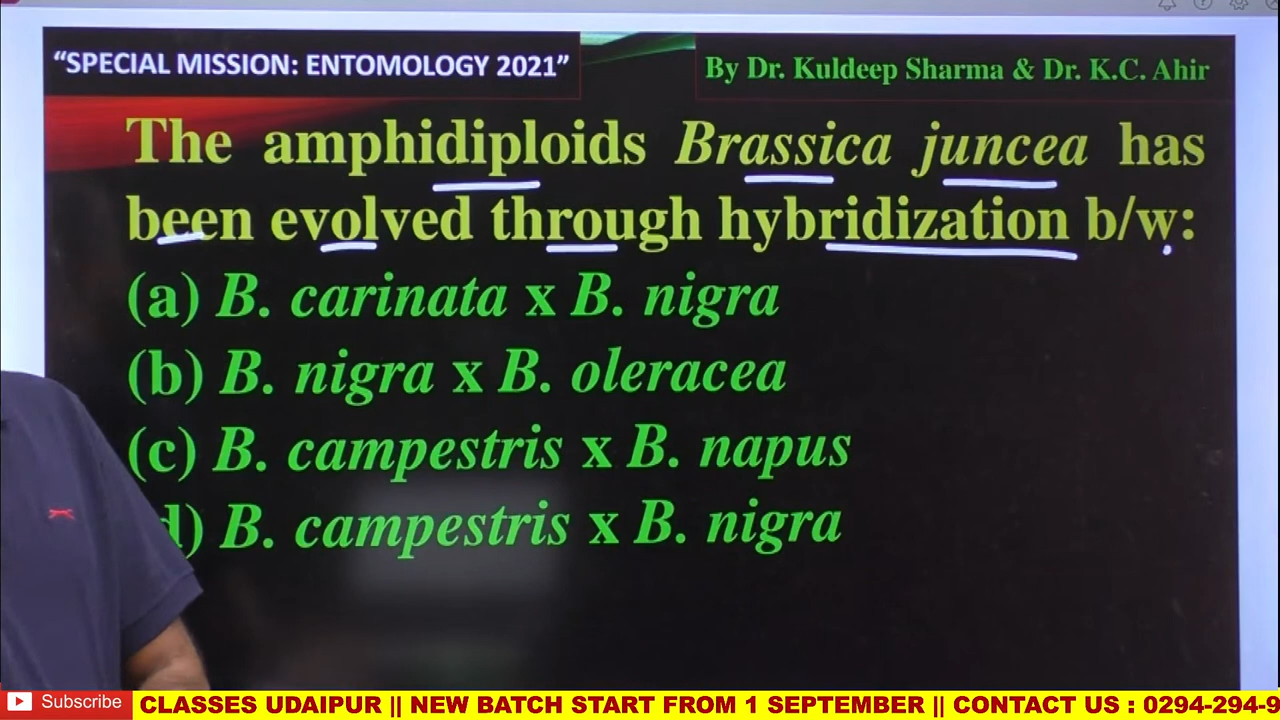 "SPECIAL MISSION: ENTOMOLOGY 2021"
By Dr. Kuldeep Sharma & Dr. K.C. Ahir
The amphidiploids Brassica juncea has
been evolved through hybridization b/w:
(a) B. carinata x B. nigra
(b) B. nigra x B. oleracea
(c) B. campestris x B. napus
d) B. campestris x B. nigra
Subscribe
CLASSES UDAIPUR || NEW BATCH START FROM 1 SEPTEMBER || CONTACT US : 0294-294-9